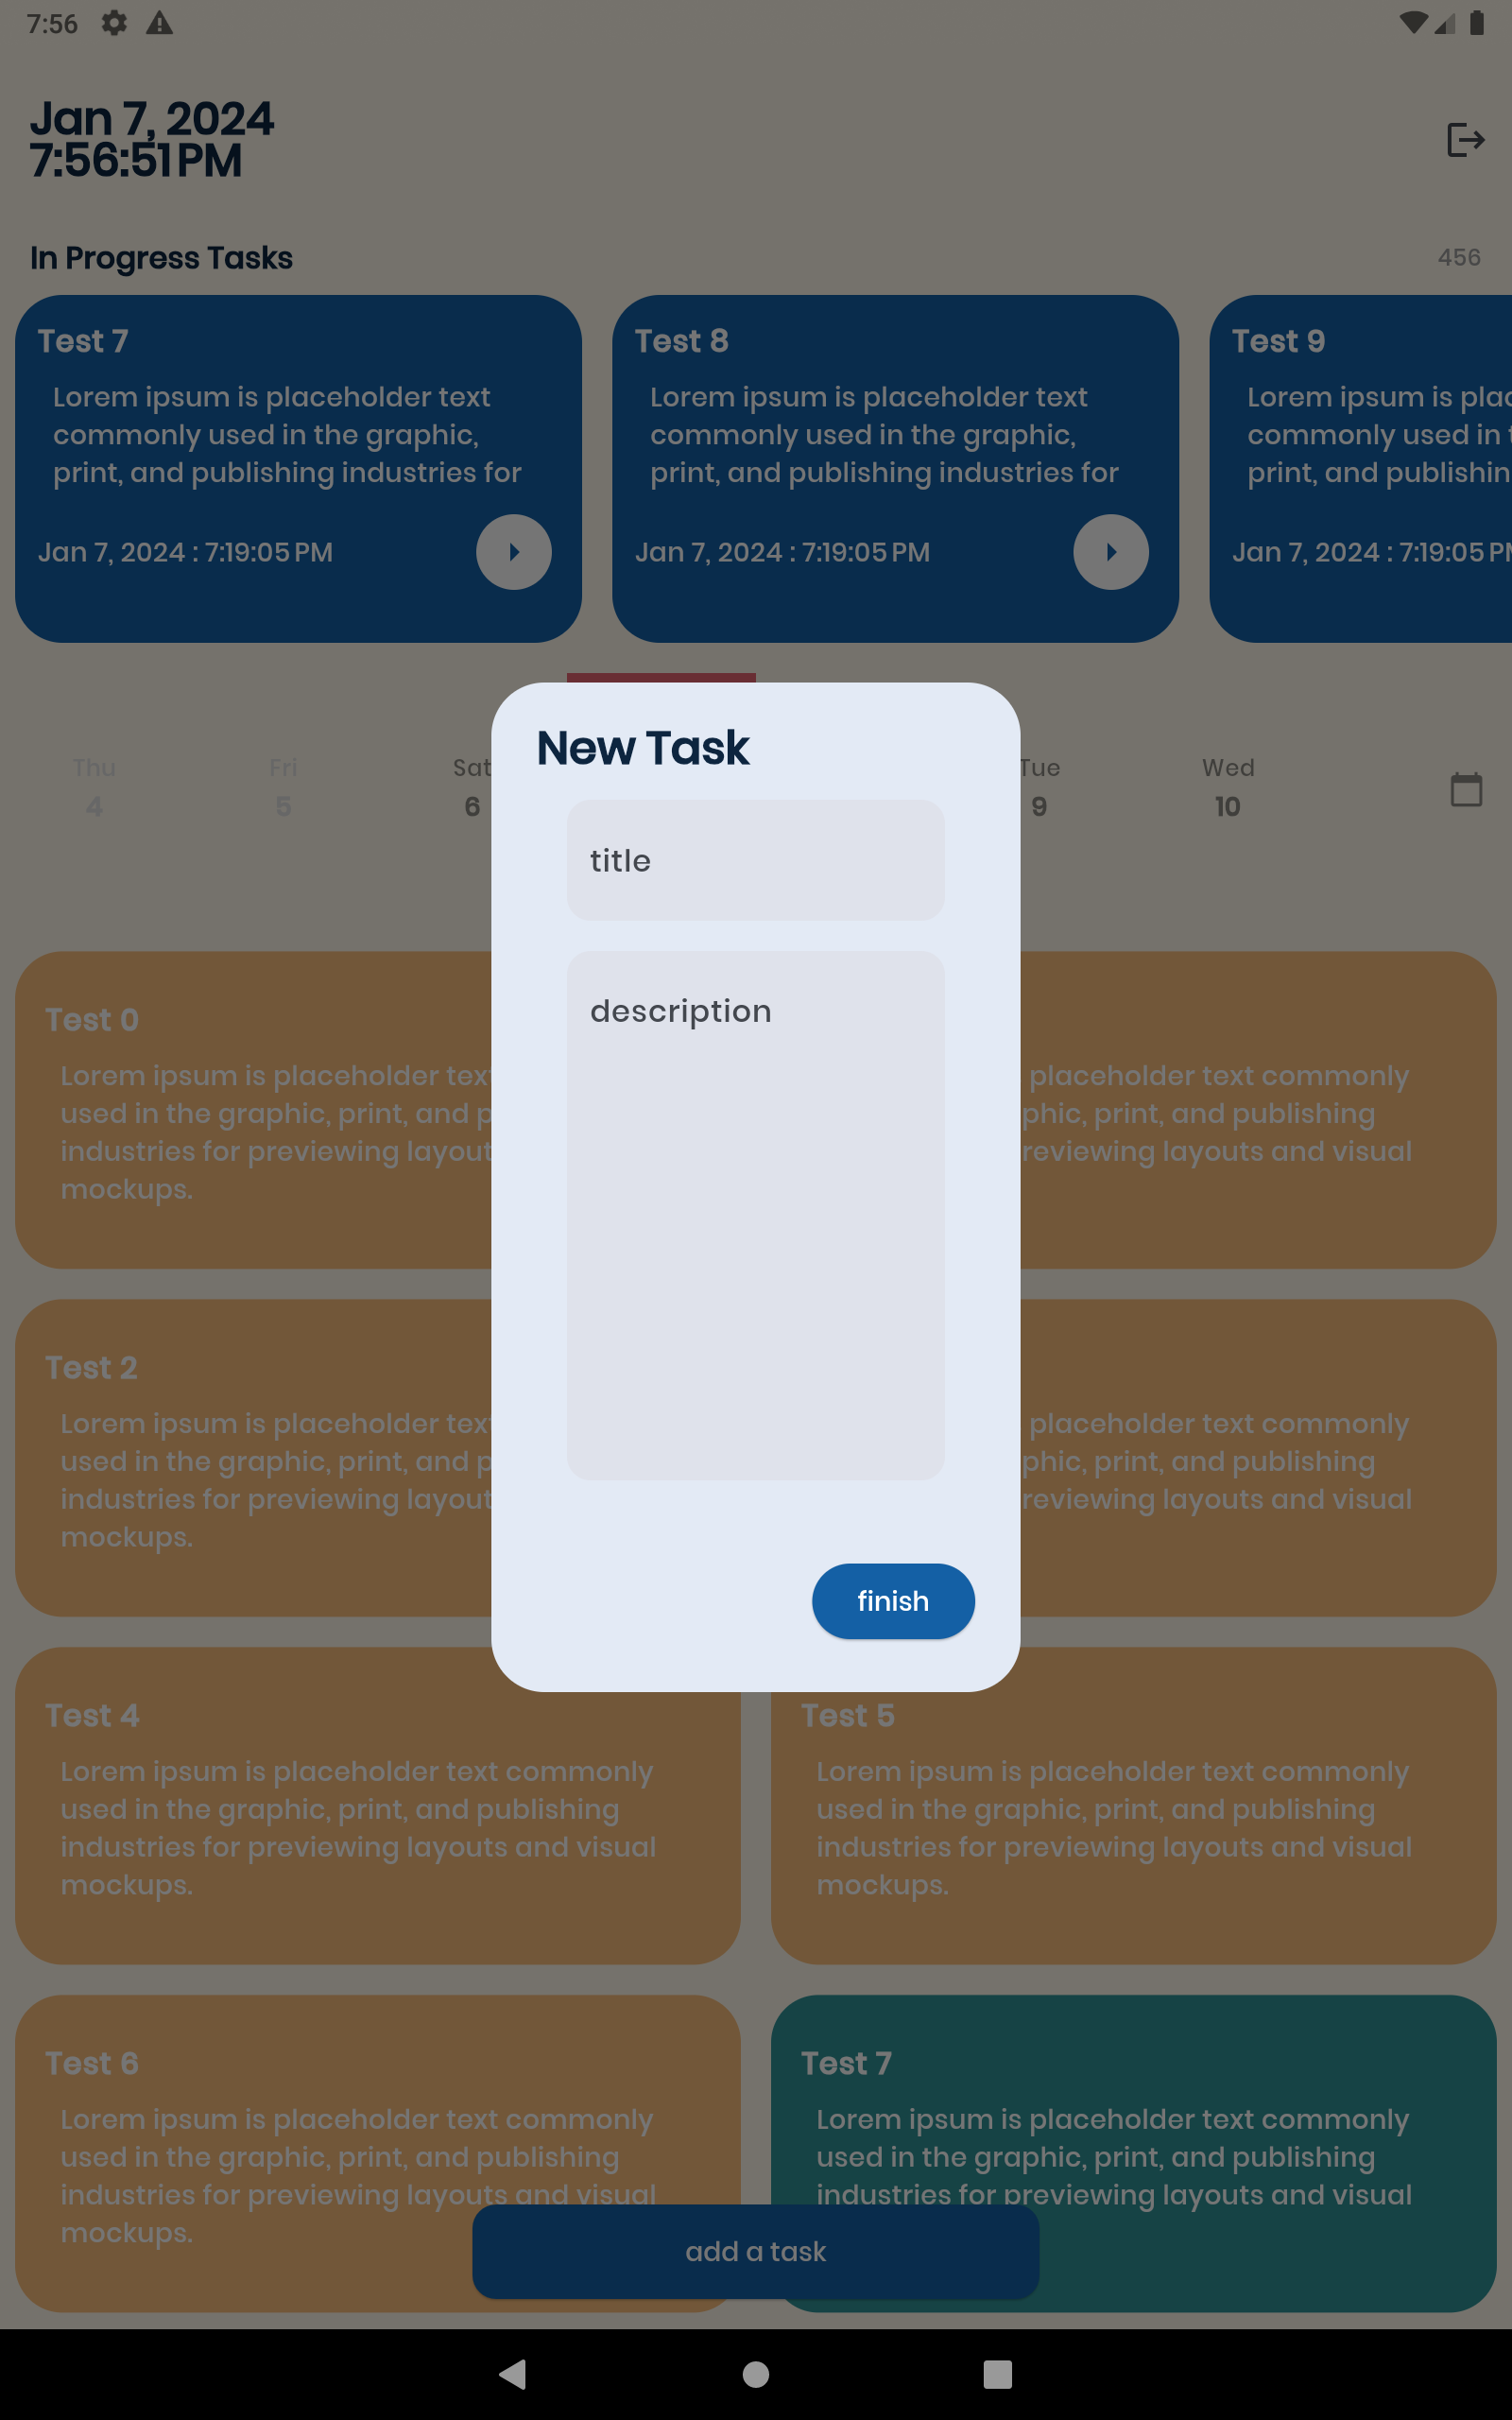 7:56
Jan 7, 2024
7:56:51 PM
In Progress Tasks
456
Test 7
Lorem ipsum is placeholder text
commonly used in the graphic,
print, and publishing industries for
Jan 7, 2024 : 7:19:05 PM
Test 8
Lorem ipsum is placeholder text
commonly used in the graphic,
print, and publishing industries for
Jan 7, 2024 : 7:19:05 PM
Test 9
Lorem ipsum is
commonly used in
print, and
Jan 7, 2024 : 7:19:05
Thu
4
Fri
5
Sat
6
Tue
9
Wed
10
New Task
title
description
finish
Test 0
Lorem ipsum is placeholder
used in the graphic, print, and
industries for previewing
mockups.
placeholder text commonly
print, and publishing
layouts and visual
Test 2
Lorem ipsum is placeholder
used in the graphic, print, and
industries for previewing
mockups.
placeholder text commonly
print, and publishing
layouts and visual
Test 4
Lorem ipsum is placeholder text commonly
used in the graphic, print, and publishing
industries for previewing layouts and visual
mockups.
Test 5
Lorem ipsum is placeholder text commonly
used in the graphic, print, and publishing
industries for previewing layouts and visual
mockups.
Test 6
Lorem ipsum is placeholder text commonly
used in the graphic, print, and publishing
industries for previewing layouts and visual
mockups.
Test 7
Lorem ipsum is placeholder text commonly
used in the graphic, print, and publishing
industries for previewing layouts and visual
add a task